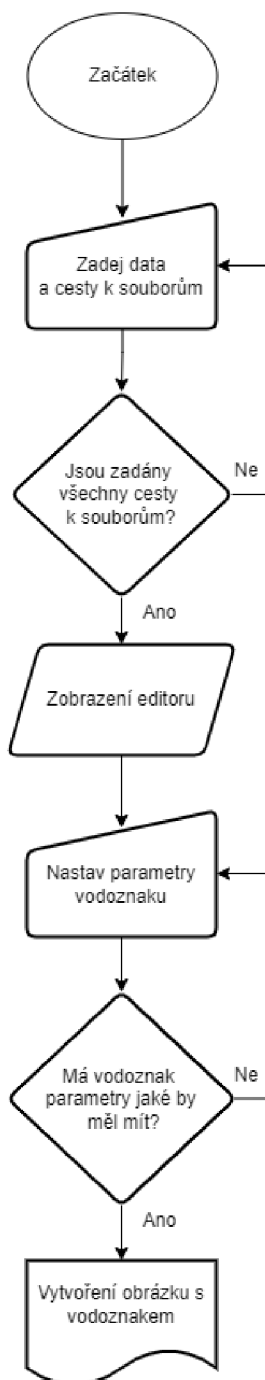 Začátek
Zadej data
a cesty k souborům
Jsou zadány
všechny cesty
k souborům?
Ne
Ano
Zobrazení editoru
Nastav parametry
vodoznaku
Má vodoznak
parametry jaké by
měl mít?
Ne
Ano
Vytvoření obrázku s
vodoznakem